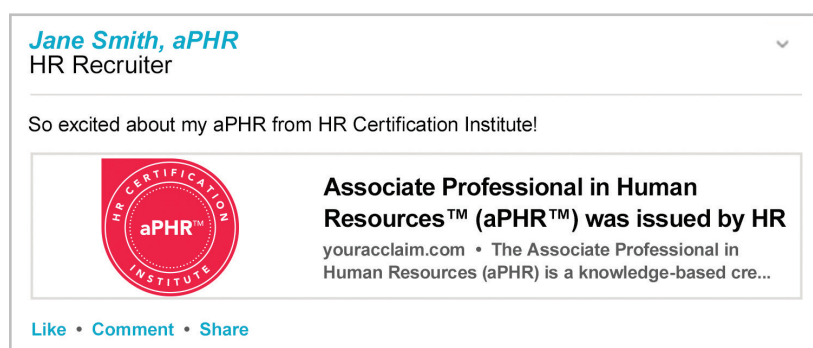 Jane Smith, aPHR
HR Recruiter
So excited about my aPHR from HR Certification Institute!
HR CERTIFICATION
aPHR™
INSTITUTE
Associate Professional in Human
Resources™ (aPHR™) was issued by HR
youracclaim.com • The Associate Professional in
Human Resources (aPHR) is a knowledge-based cre...
Like • Comment • Share